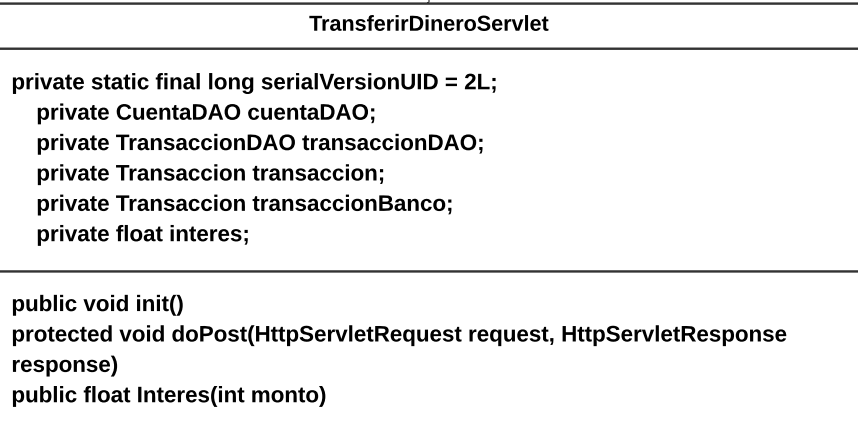 TransferirDineroServlet
private static final long serialVersionUID = 2L;
private CuentaDAO cuentaDAO;
private TransaccionDAO transaccionDAO;
private Transaccion transaccion;
private Transaccion transaccionBanco;
private float interes;
public void init()
protected void doPost(HttpServletRequest request, HttpServletResponse
response)
public float Interes(int monto)